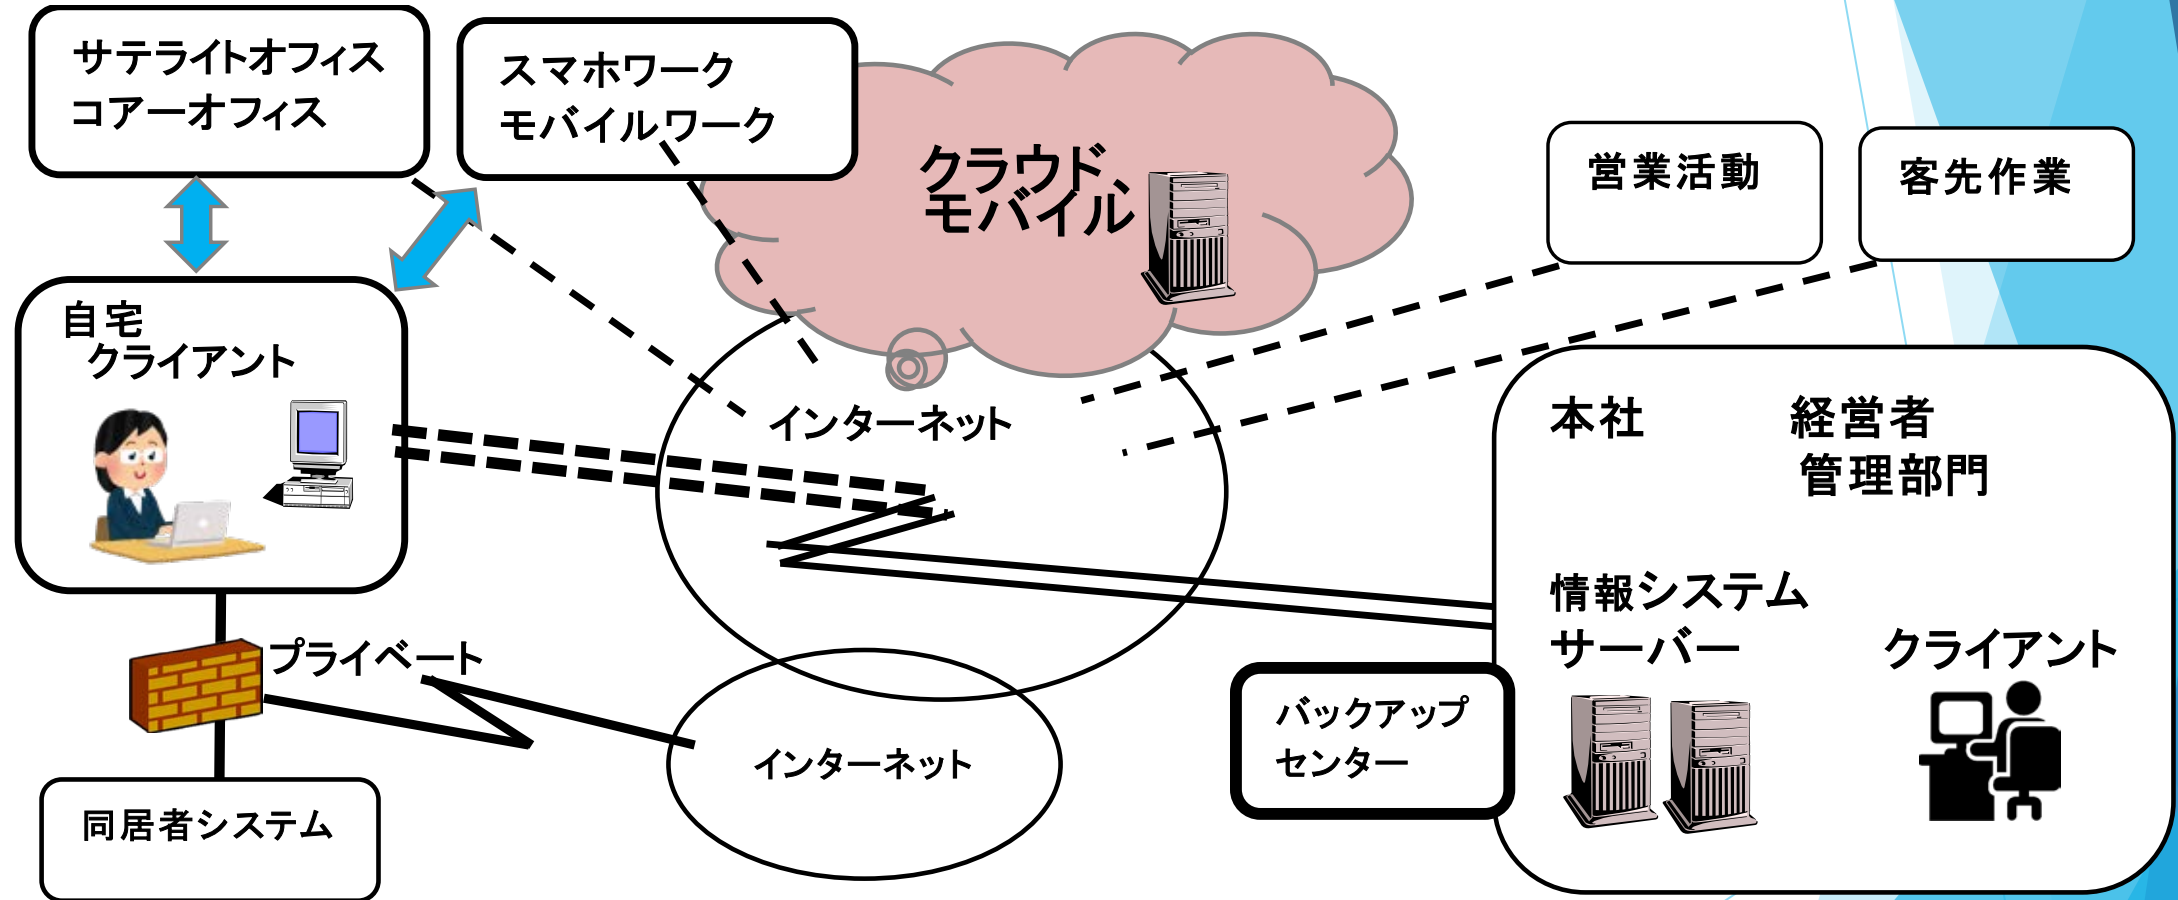 サテライトオフィス
コアーオフィス
スマホワーク
モバイルワーク
クラウド、
モバイル
営業活動
客先作業
自宅
クライアント
インターネット
本社
経営者
管理部門
情報システム
サーバー
クライアント
プライベート
バックアップ
センター
インターネット
同居者システム